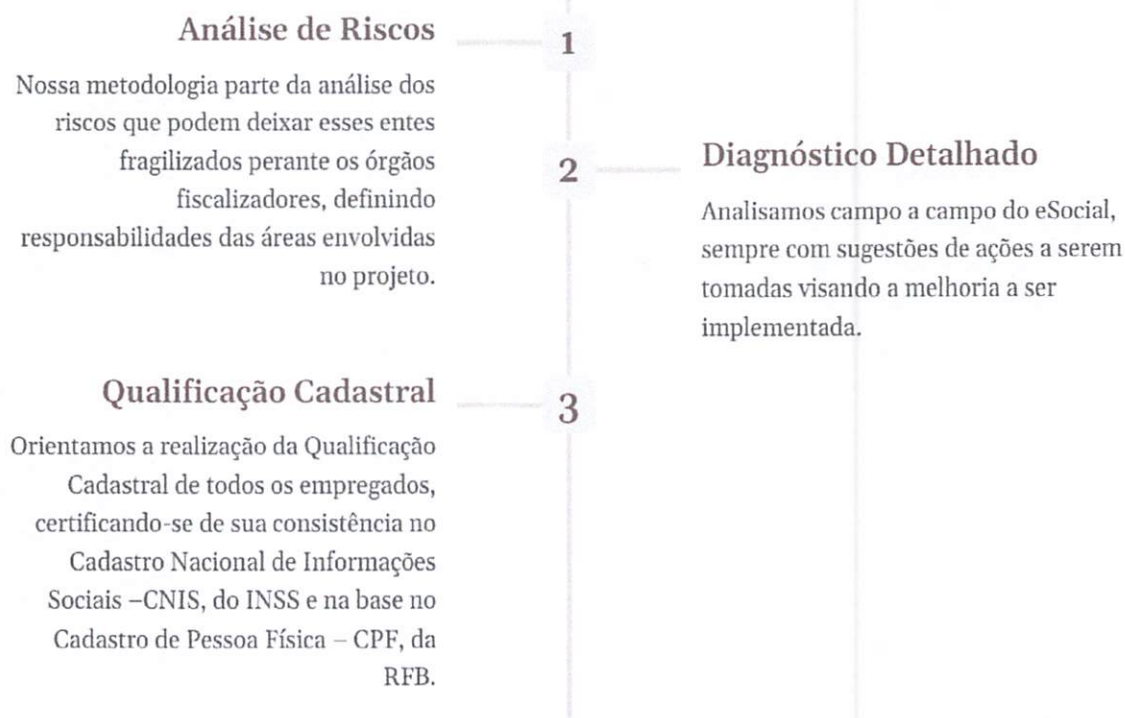 Análise de Riscos
1
Nossa metodologia parte da análise dos
riscos que podem deixar esses entes
fragilizados perante os órgãos
fiscalizadores, definindo
responsabilidades das áreas envolvidas
no projeto.
2
Diagnóstico Detalhado
Analisamos campo a campo do eSocial,
sempre com sugestões de ações a serem
tomadas visando a melhoria a ser
implementada.
Qualificação Cadastral
3
Orientamos a realização da Qualificação
Cadastral de todos os empregados,
certificando-se de sua consistência no
Cadastro Nacional de Informações
Sociais –CNIS, do INSS e na base no
Cadastro de Pessoa Física – CPF, da
RFB.